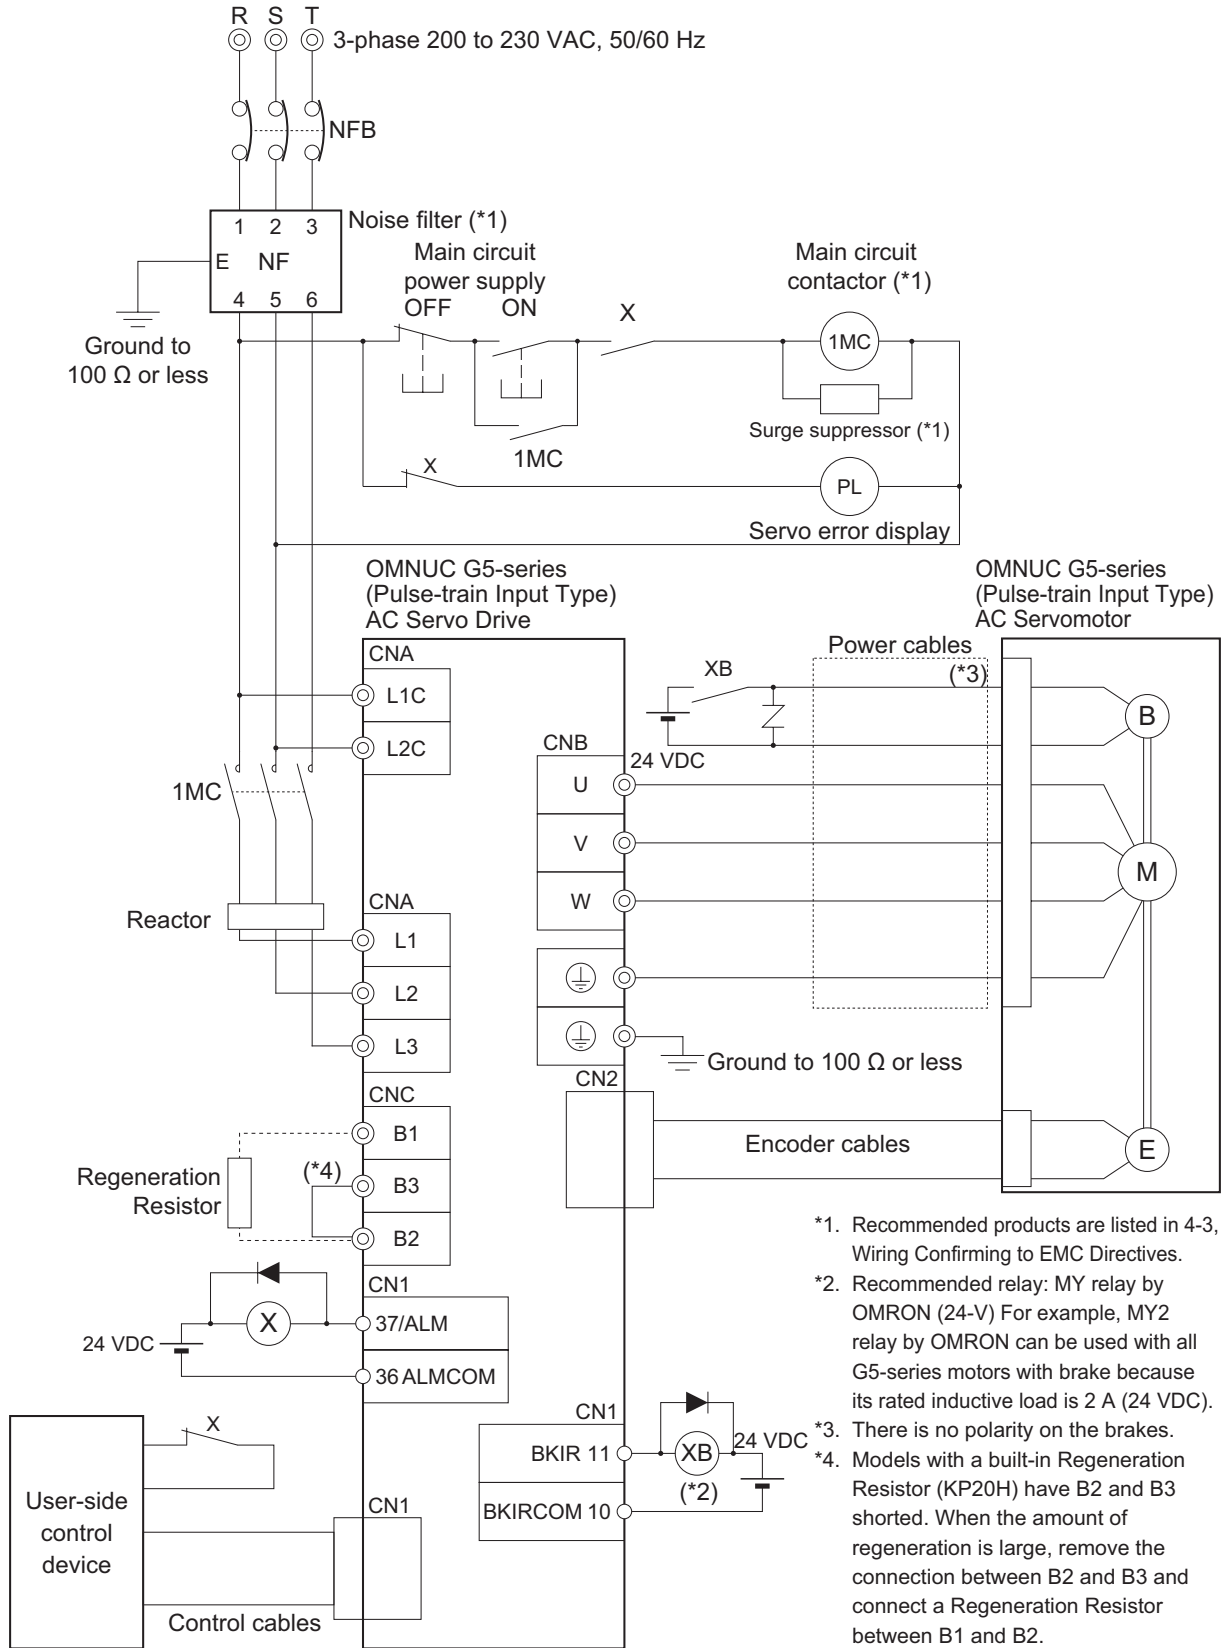 R S T
3-phase 200 to 230 VAC, 50/60 Hz
NFB
1 2 3
Noise filter (*1)
E NF
4 5 6
Ground to
100 Ω or less
Main circuit
power supply
OFF ON
X
Main circuit
contactor (*1)
1MC
Surge suppressor (*1)
1MC
X
PL
Servo error display
OMNUC G5-series
(Pulse-train Input Type)
AC Servo Drive
OMNUC G5-series
(Pulse-train Input Type)
AC Servomotor
CNA
L1C
L2C
1MC
Reactor
CNA
L1
L2
L3
XB
24 VDC
Power cables
(*3)
B
CNB
U
V
W
M
Ground to 100 Ω or less
CN2
Encoder cables
E
CNC
B1
B3
B2
(*4)
Regeneration
Resistor
CN1
X
37/ALM
24 VDC
36 ALMCOM
CN1
BKIR 11
BKIRCOM 10
XB
(*2)
24 VDC
X
User-side
control
device
CN1
Control cables
*1. Recommended products are listed in 4-3,
Wiring Confirming to EMC Directives.
*2. Recommended relay: MY relay by
OMRON (24-V) For example, MY2
relay by OMRON can be used with all
G5-series motors with brake because
its rated inductive load is 2 A (24 VDC).
*3. There is no polarity on the brakes.
*4. Models with a built-in Regeneration
Resistor (KP20H) have B2 and B3
shorted. When the amount of
regeneration is large, remove the
connection between B2 and B3 and
connect a Regeneration Resistor
between B1 and B2.